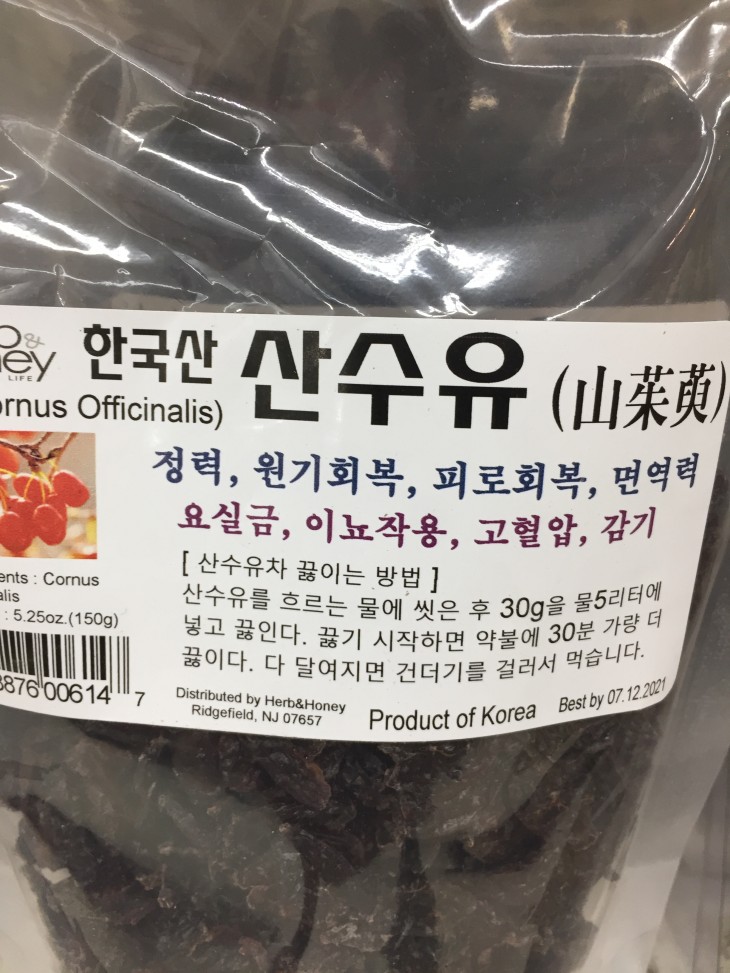 &
ey
LIFE
한국산 산수유 (山茱萸)
ornus Officinalis)
정력, 원기회복, 피로회복, 면역력
요실금, 이뇨작용, 고혈압, 감기
[ 산수유차 끓이는 방법 ]
산수유를 흐르는 물에 씻은 후 30g을 물5리터에
넣고 끓인다. 끓기 시작하면 약불에 30분 가량 더
끓이다. 다 달여지면 건더기를 걸러서 먹습니다.
ents : Cornus
alis
: 5.25oz.(150g)
876 00614 7
Distributed by Herb&Honey
Ridgefield, NJ 07657
Product of Korea
Best by 07.12.2021